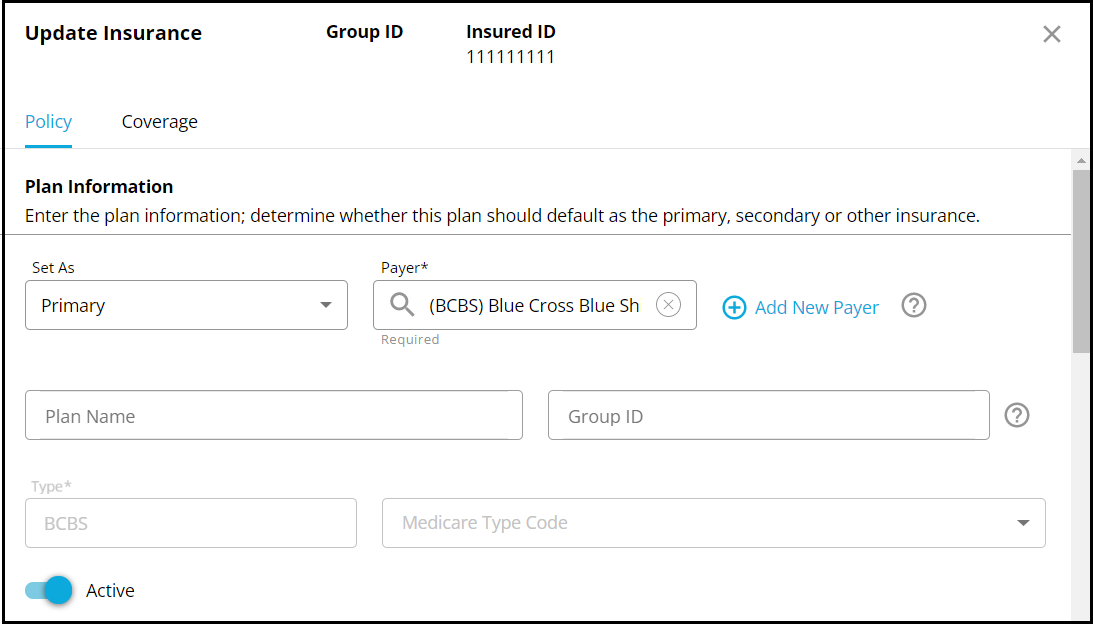 Update Insurance Group ID Insured ID
111111111
Policy Coverage
Plan Information
Enter the plan information; determine whether this plan should default as the primary, secondary or other insurance.
Set As Payer*
Primary (BCBS) Blue Cross Blue Sh Add New Payer ?
Required
Plan Name Group ID ?
Type*
BCBS Medicare Type Code
Active